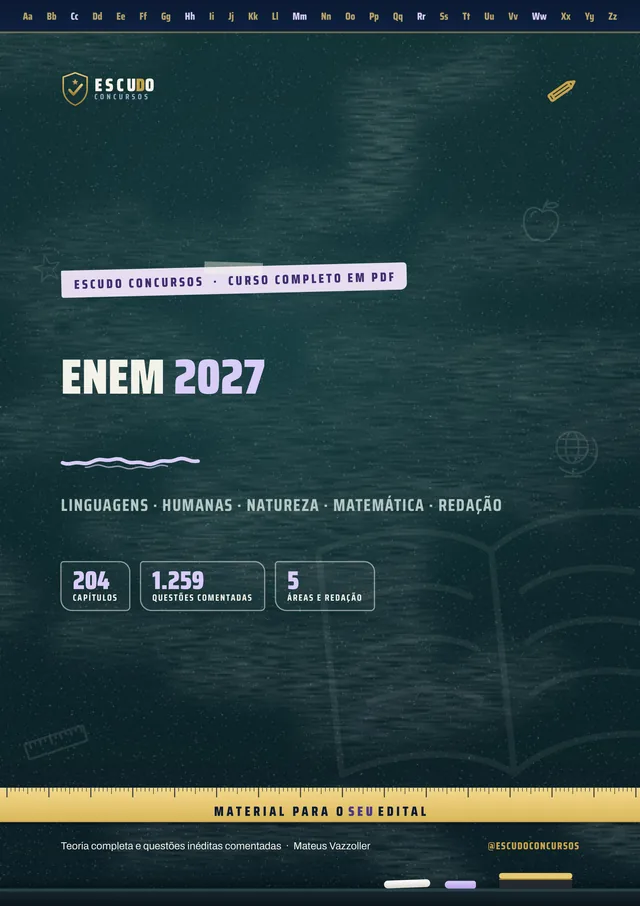 Aa Bb Cc Dd Ee Ff Gg Hh Ii Jj Kk Ll Mm Nn Oo Pp Qq Rr Ss Tt Uu Vv Ww Xx Yy Zz
ESCUDO
CONCURSOS
ESCUDO CONCURSOS · CURSO COMPLETO EM PDF
ENEM 2027
LINGUAGENS · HUMANAS · NATUREZA · MATEMÁTICA · REDAÇÃO
204 1.259 5
CAPÍTULOS QUESTÕES COMENTADAS ÁREAS E REDAÇÃO
MATERIAL PARA O SEU EDITAL
Teoria completa e questões inéditas comentadas · Mateus Vazzoller @ESCUDOCONCURSOS